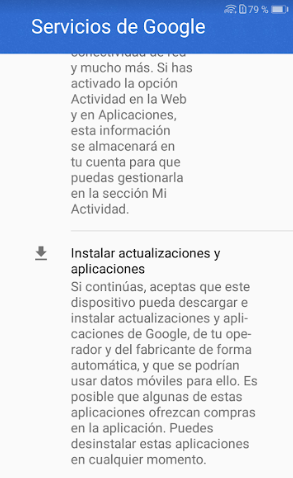 79 %
Servicios de Google
conectividad de red
y mucho más. Si has
activado la opción
Actividad en la Web
y en Aplicaciones,
esta información
se almacenará en
tu cuenta para que
puedas gestionarla
en la sección Mi
Actividad.
Instalar actualizaciones y
aplicaciones
Si continúas, aceptas que este
dispositivo pueda descargar e
instalar actualizaciones y apli-
caciones de Google, de tu ope-
rador y del fabricante de forma
automática, y que se podrían
usar datos móviles para ello. Es
posible que algunas de estas
aplicaciones ofrezcan compras
en la aplicación. Puedes
desinstalar estas aplicaciones
en cualquier momento.